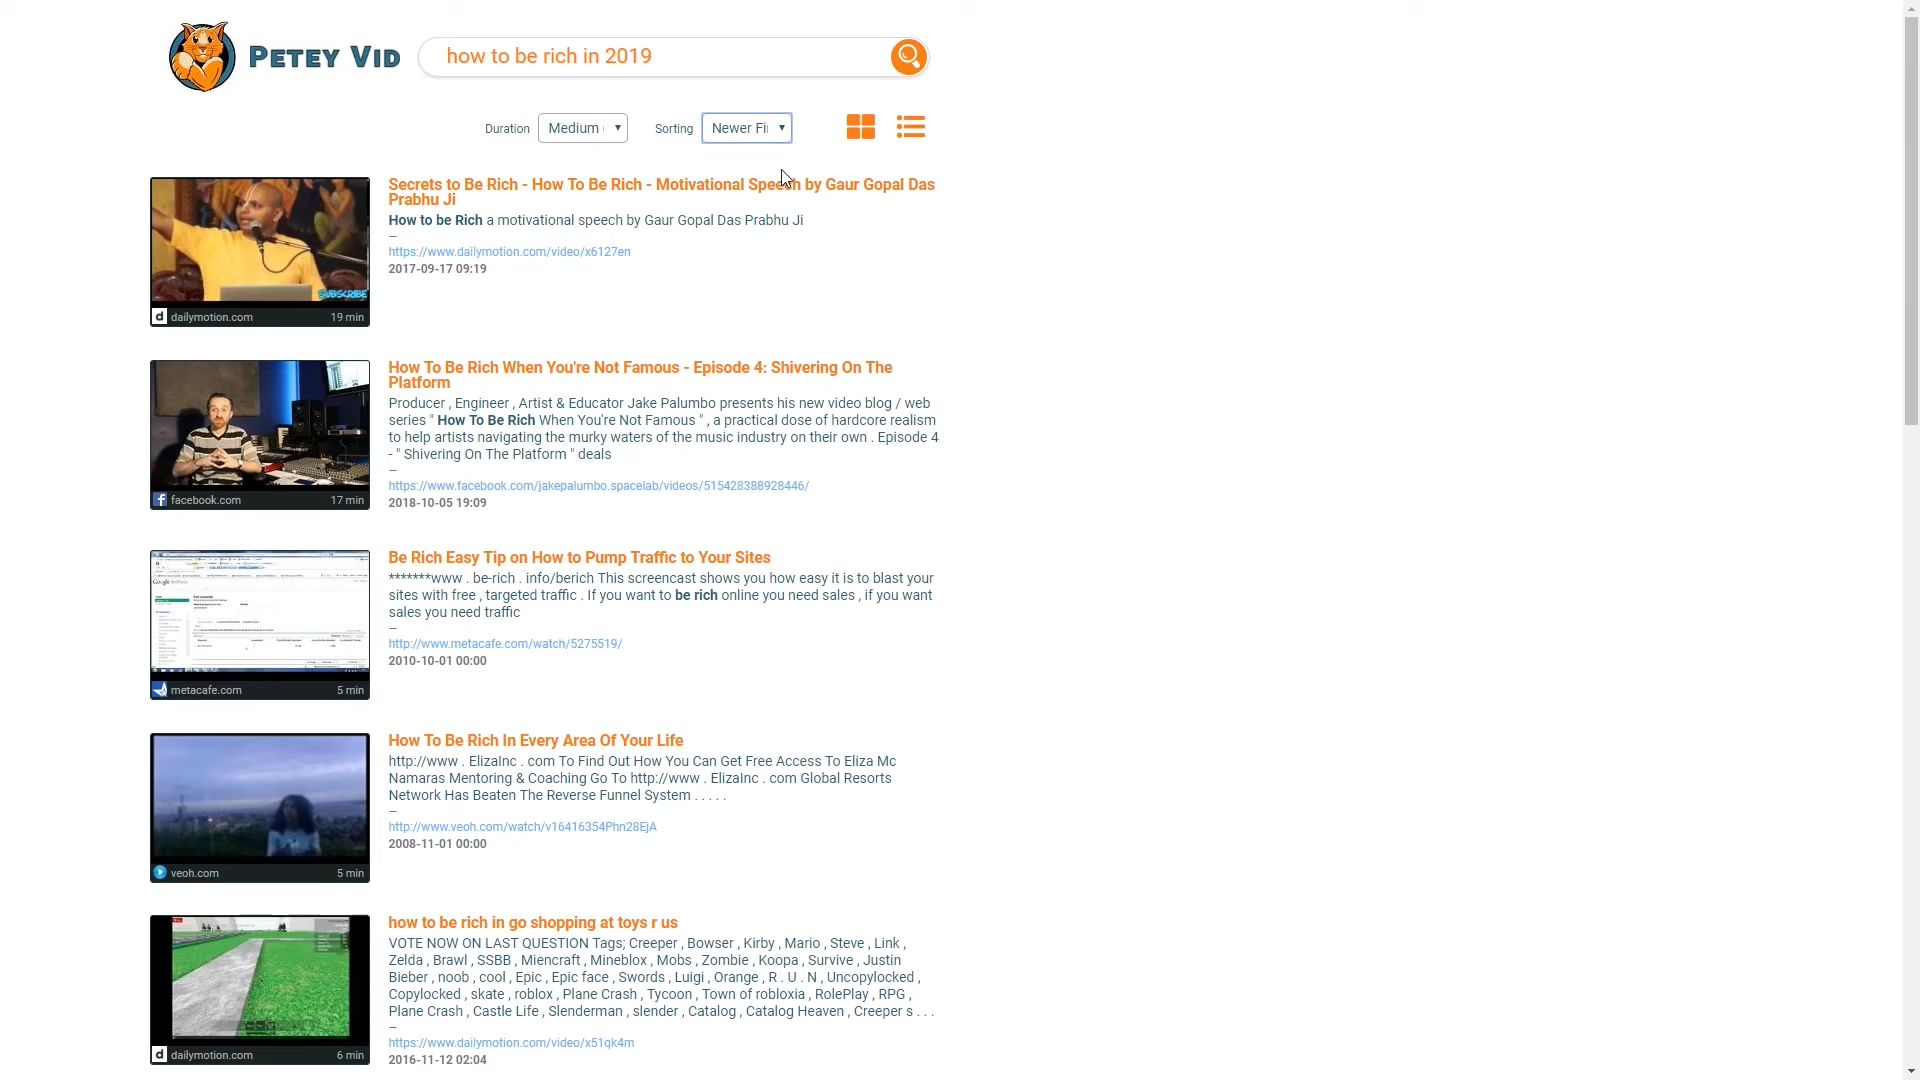 PETEY VID
how to be rich in 2019
Duration Medium Sorting Newer Fi
Secrets to Be Rich - How To Be Rich - Motivational Speech by Gaur Gopal Das
Prabhu Ji
How to be Rich a motivational speech by Gaur Gopal Das Prabhu Ji
–
https://www.dailymotion.com/video/x6127en
2017-09-17 09:19
SUBSCRIBE
d dailymotion.com 19 min
How To Be Rich When You're Not Famous - Episode 4: Shivering On The
Platform
Producer , Engineer , Artist & Educator Jake Palumbo presents his new video blog / web
series " How To Be Rich When You're Not Famous " , a practical dose of hardcore realism
to help artists navigating the murky waters of the music industry on their own . Episode 4
- " Shivering On The Platform " deals
–
https://www.facebook.com/jakepalumbo.spacelab/videos/515428388928446/
2018-10-05 19:09
f facebook.com 17 min
Be Rich Easy Tip on How to Pump Traffic to Your Sites
*******www . be-rich . info/berich This screencast shows you how easy it is to blast your
sites with free , targeted traffic . If you want to be rich online you need sales , if you want
sales you need traffic
–
http://www.metacafe.com/watch/5275519/
2010-10-01 00:00
Google
metacafe.com 5 min
How To Be Rich In Every Area Of Your Life
http://www . ElizaInc . com To Find Out How You Can Get Free Access To Eliza Mc
Namaras Mentoring & Coaching Go To http://www . ElizaInc . com Global Resorts
Network Has Beaten The Reverse Funnel System . . . . .
–
http://www.veoh.com/watch/v16416354Phn28EjA
2008-11-01 00:00
veoh.com 5 min
how to be rich in go shopping at toys r us
VOTE NOW ON LAST QUESTION Tags; Creeper , Bowser , Kirby , Mario , Steve , Link ,
Zelda , Brawl , SSBB , Miencraft , Mineblox , Mobs , Zombie , Koopa , Survive , Justin
Bieber , noob , cool , Epic , Epic face , Swords , Luigi , Orange , R . U . N , Uncopylocked ,
Copylocked , skate , roblox , Plane Crash , Tycoon , Town of robloxia , RolePlay , RPG ,
Plane Crash , Castle Life , Slenderman , slender , Catalog , Catalog Heaven , Creeper s . . .
–
https://www.dailymotion.com/video/x51qk4m
2016-11-12 02:04
d dailymotion.com 6 min